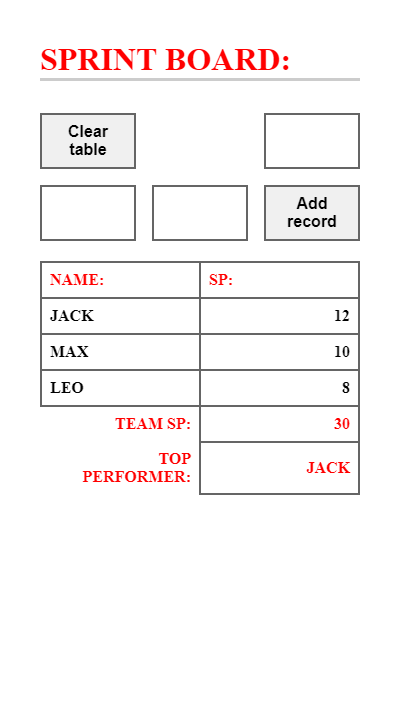 SPRINT BOARD:
Clear
table
Add
record
NAME: SP:
JACK 12
MAX 10
LEO 8
TEAM SP: 30
TOP
PERFORMER: JACK